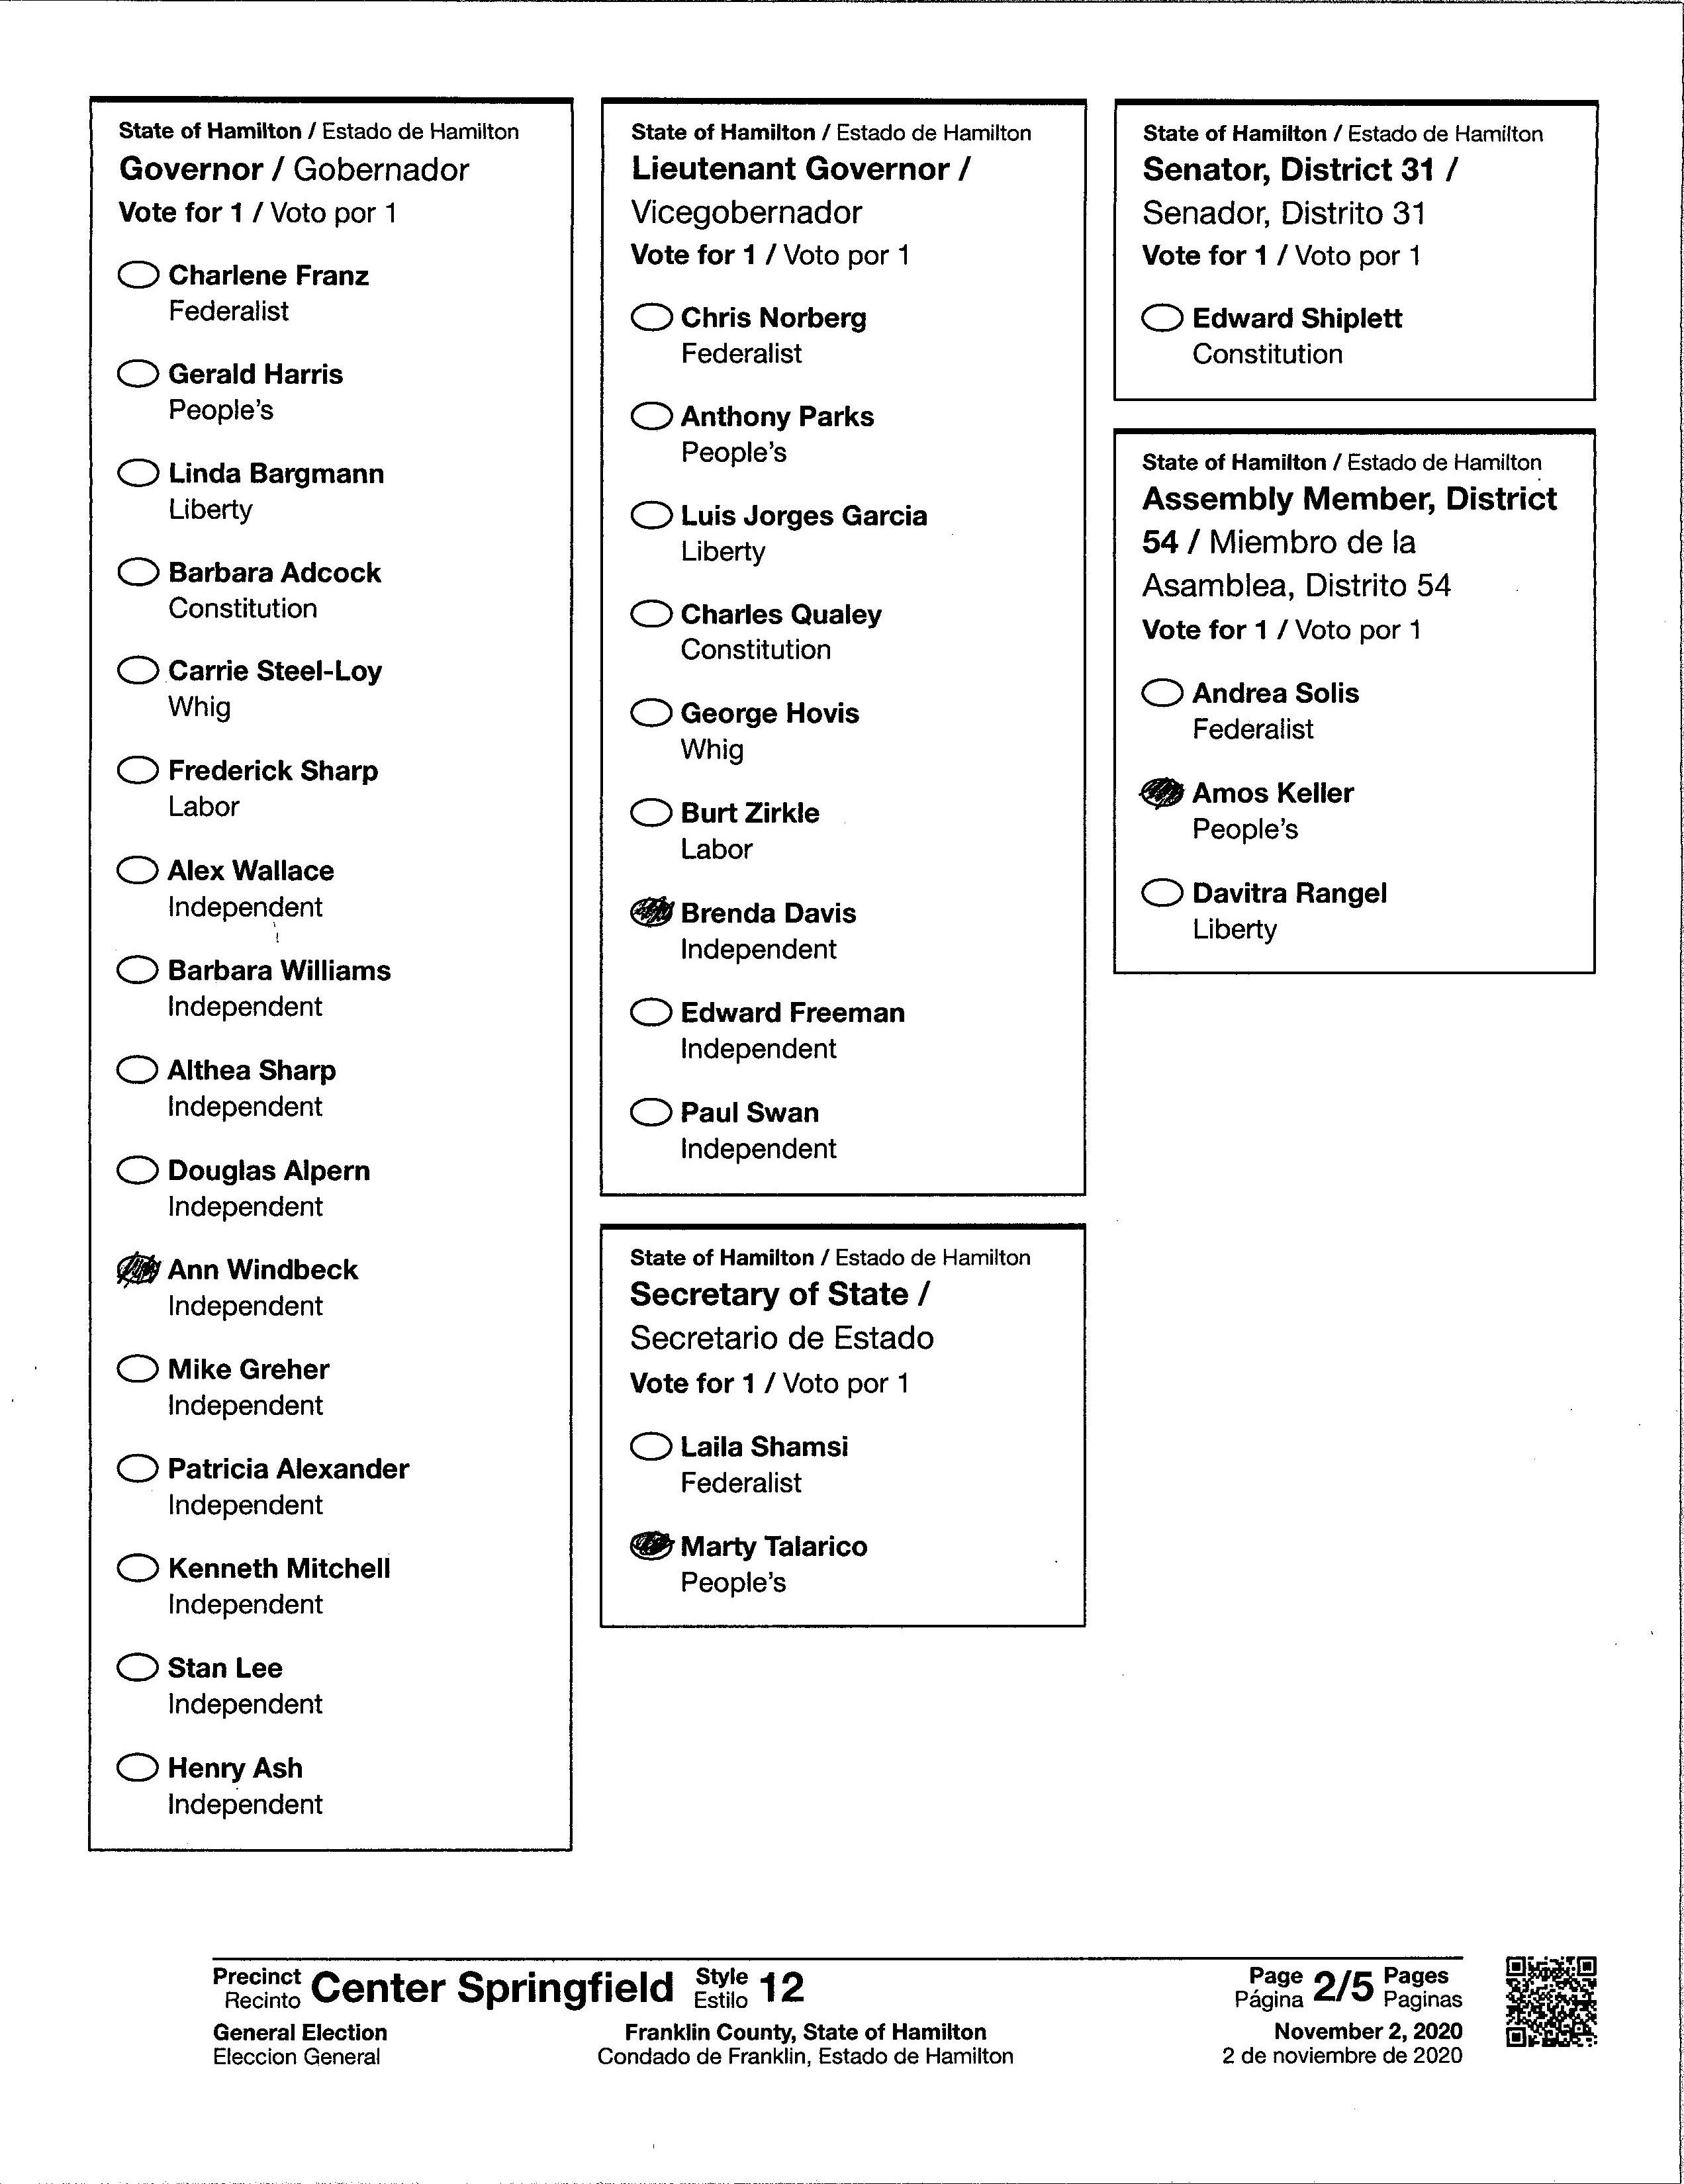 State of Hamilton / Estado de Hamilton
Governor / Gobernador
Vote for 1 / Voto por 1
Charlene Franz
Federalist
Gerald Harris
People's
Linda Bargmann
Liberty
Barbara Adcock
Constitution
Carrie Steel-Loy
Whig
Frederick Sharp
Labor
Alex Wallace
Independent
Barbara Williams
Independent
Althea Sharp
Independent
Douglas Alpern
Independent
Ann Windbeck
Independent
Mike Greher
Independent
Patricia Alexander
Independent
Kenneth Mitchell
Independent
Stan Lee
Independent
Henry Ash
Independent
State of Hamilton / Estado de Hamilton
Lieutenant Governor /
Vicegobernador
Vote for 1 / Voto por 1
Chris Norberg
Federalist
Anthony Parks
People's
Luis Jorges Garcia
Liberty
Charles Qualey
Constitution
George Hovis
Whig
Burt Zirkle
Labor
Brenda Davis
Independent
Edward Freeman
Independent
Paul Swan
Independent
State of Hamilton / Estado de Hamilton
Secretary of State /
Secretario de Estado
Vote for 1 / Voto por 1
Laila Shamsi
Federalist
Marty Talarico
People's
State of Hamilton / Estado de Hamilton
Senator, District 31 /
Senador, Distrito 31
Vote for 1 / Voto por 1
Edward Shiplett
Constitution
State of Hamilton / Estado de Hamilton
Assembly Member, District
54 / Miembro de la
Asamblea, Distrito 54
Vote for 1 / Voto por 1
Andrea Solis
Federalist
Amos Keller
People's
Davitra Rangel
Liberty
Precinct
Recinto
Center Springfield
Style
Estilo
12
Page
Página
2/5
Pages
Paginas
General Election
Franklin County, State of Hamilton
November 2, 2020
Eleccion General
Condado de Franklin, Estado de Hamilton
2 de noviembre de 2020